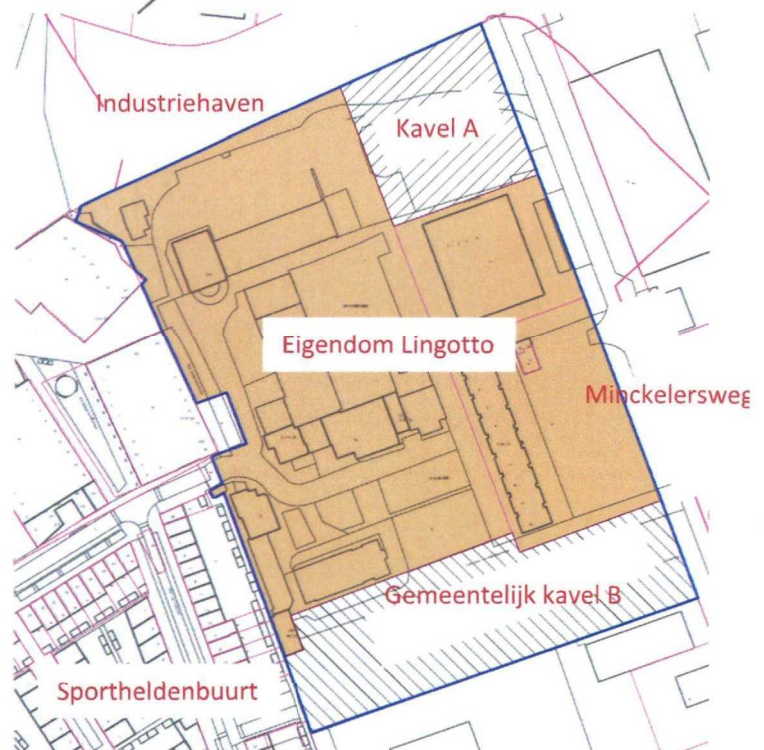 Industriehaven
Kavel A
Eigendom Lingotto
Minckelersweg
Gemeentelijk kavel B
Sportheldenbuurt